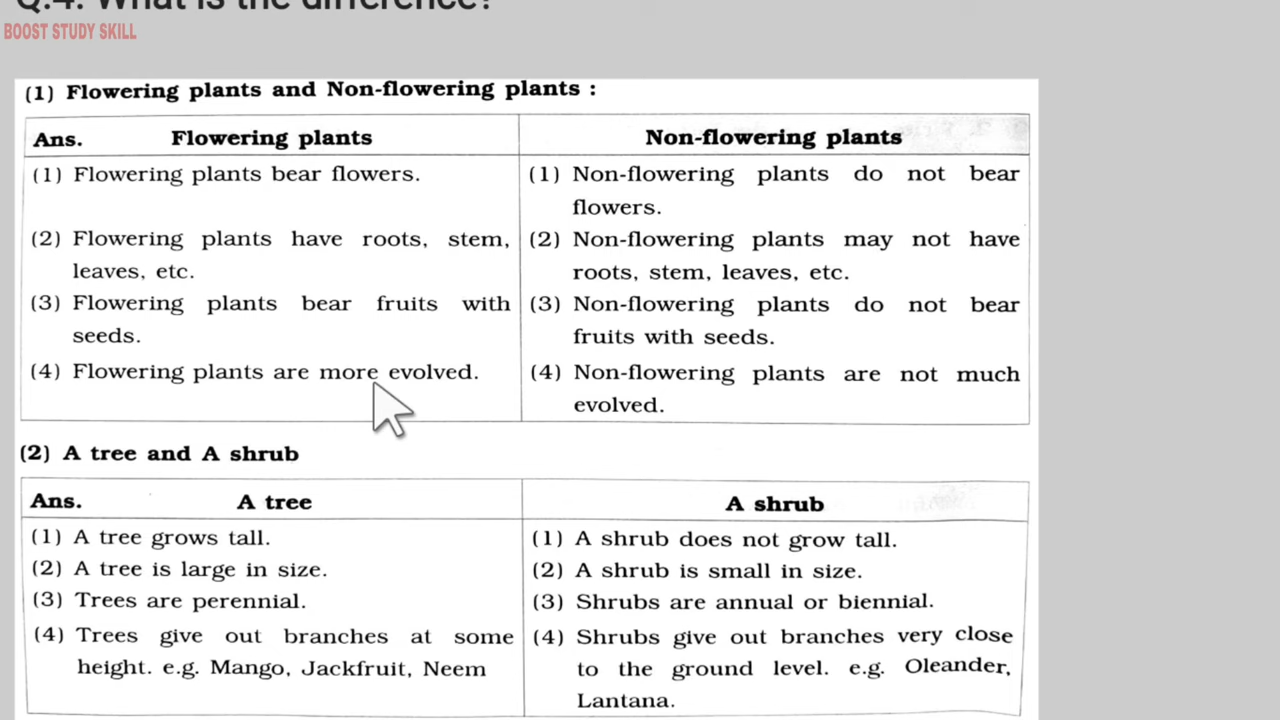 Q.4. What is the difference?
BOOST STUDY SKILL
(1) Flowering plants and Non-flowering plants :
Ans. Flowering plants
Non-flowering plants
(1) Flowering plants bear flowers.
(2) Flowering plants have roots, stem,
leaves, etc.
(3) Flowering plants bear fruits with
seeds.
(4) Flowering plants are more evolved.
(1) Non-flowering plants do not bear
flowers.
(2) Non-flowering plants may not have
roots, stem, leaves, etc.
(3) Non-flowering plants do not bear
fruits with seeds.
(4) Non-flowering plants are not much
evolved.
(2) A tree and A shrub
Ans. A tree
A shrub
(1) A tree grows tall.
(2) A tree is large in size.
(3) Trees are perennial.
(4) Trees give out branches at some
height. e.g. Mango, Jackfruit, Neem
(1) A shrub does not grow tall.
(2) A shrub is small in size.
(3) Shrubs are annual or biennial.
(4) Shrubs give out branches very close
to the ground level. e.g. Oleander,
Lantana.